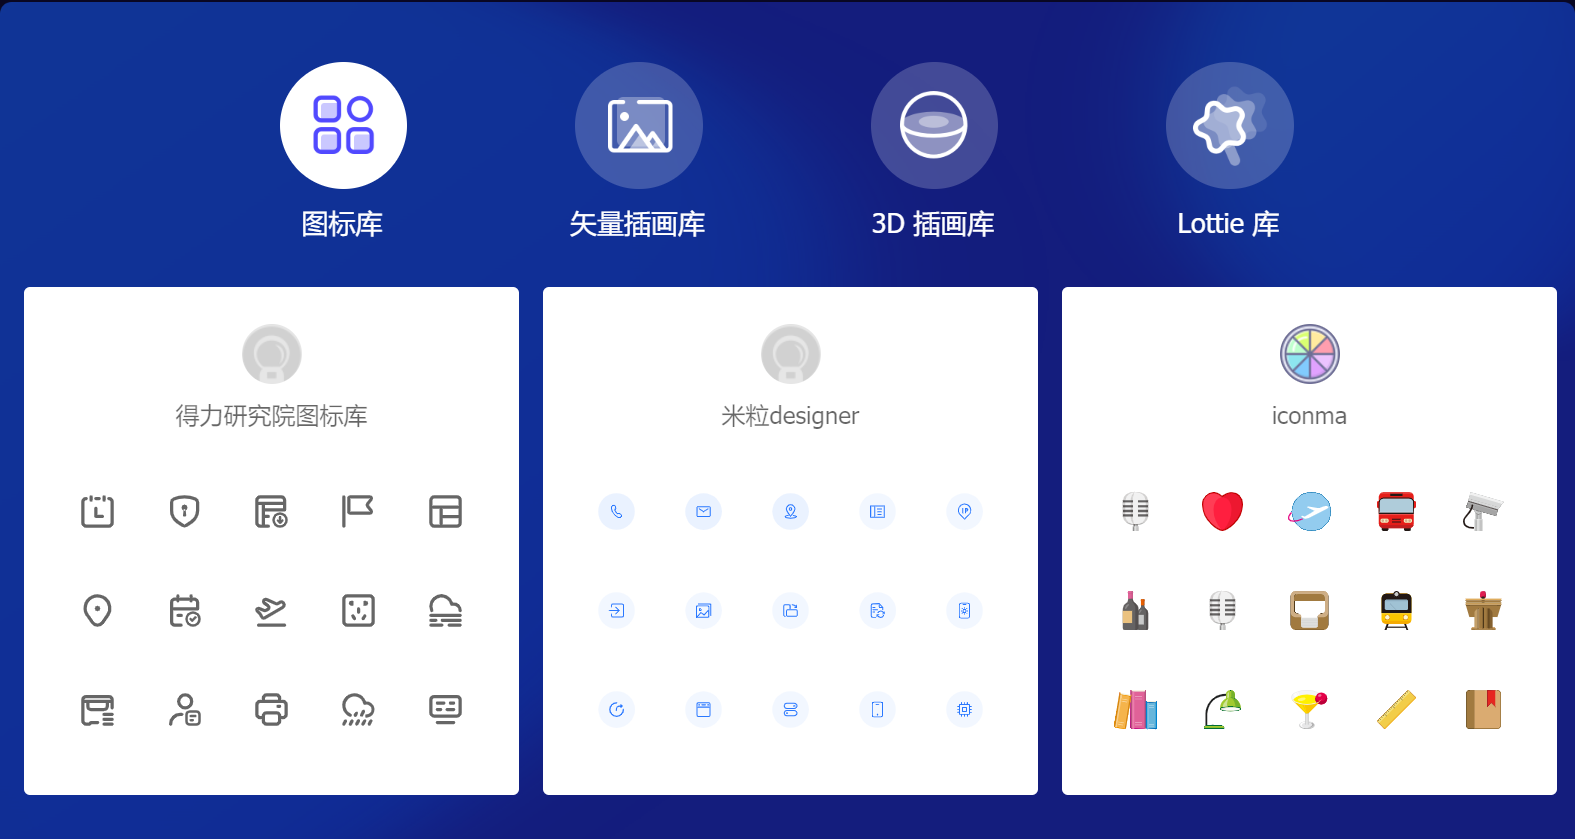 图标库
矢量插画库
3D 插画库
Lottie 库
得力研究院图标库
米粒designer
iconma